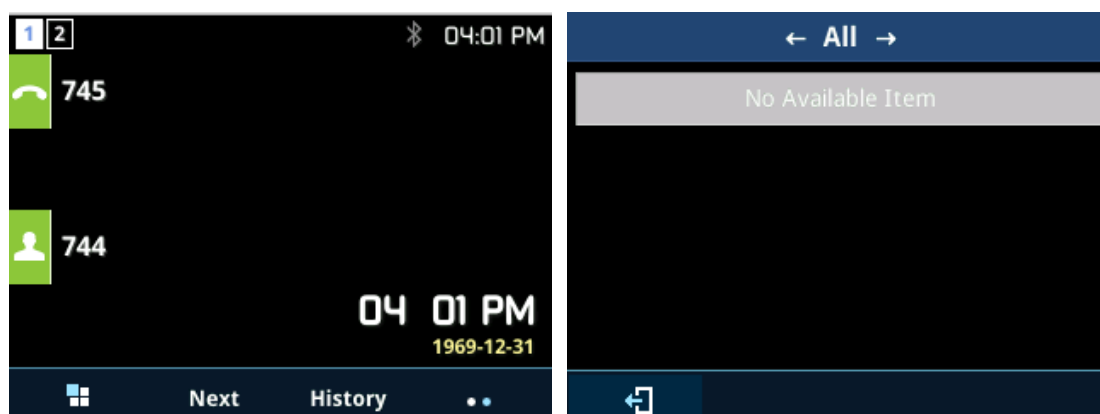 1 2 04:01 PM
745
744
04 01 PM
1969-12-31
Next History
← All →
No Available Item